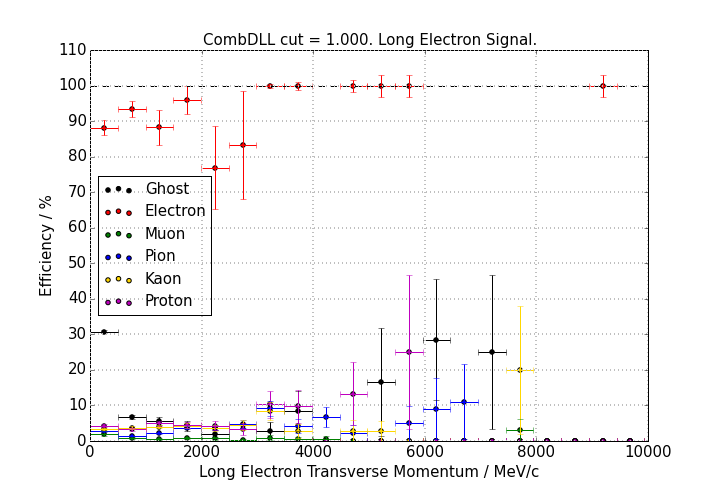 CombDLL cut = 1.000. Long Electron Signal.
110
100
90
80
70
60
50
40
30
20
10
0
Efficiency / %
Ghost
Electron
Muon
Pion
Kaon
Proton
0 2000 4000 6000 8000 10000
Long Electron Transverse Momentum / MeV/c